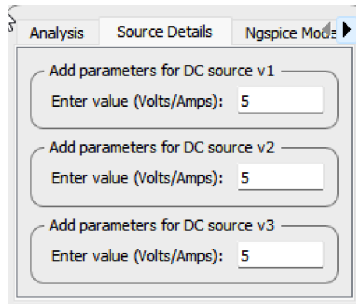 Analysis Source Details Ngspice Mode
Add parameters for DC source v1
Enter value (Volts/Amps): 5
Add parameters for DC source v2
Enter value (Volts/Amps): 5
Add parameters for DC source v3
Enter value (Volts/Amps): 5